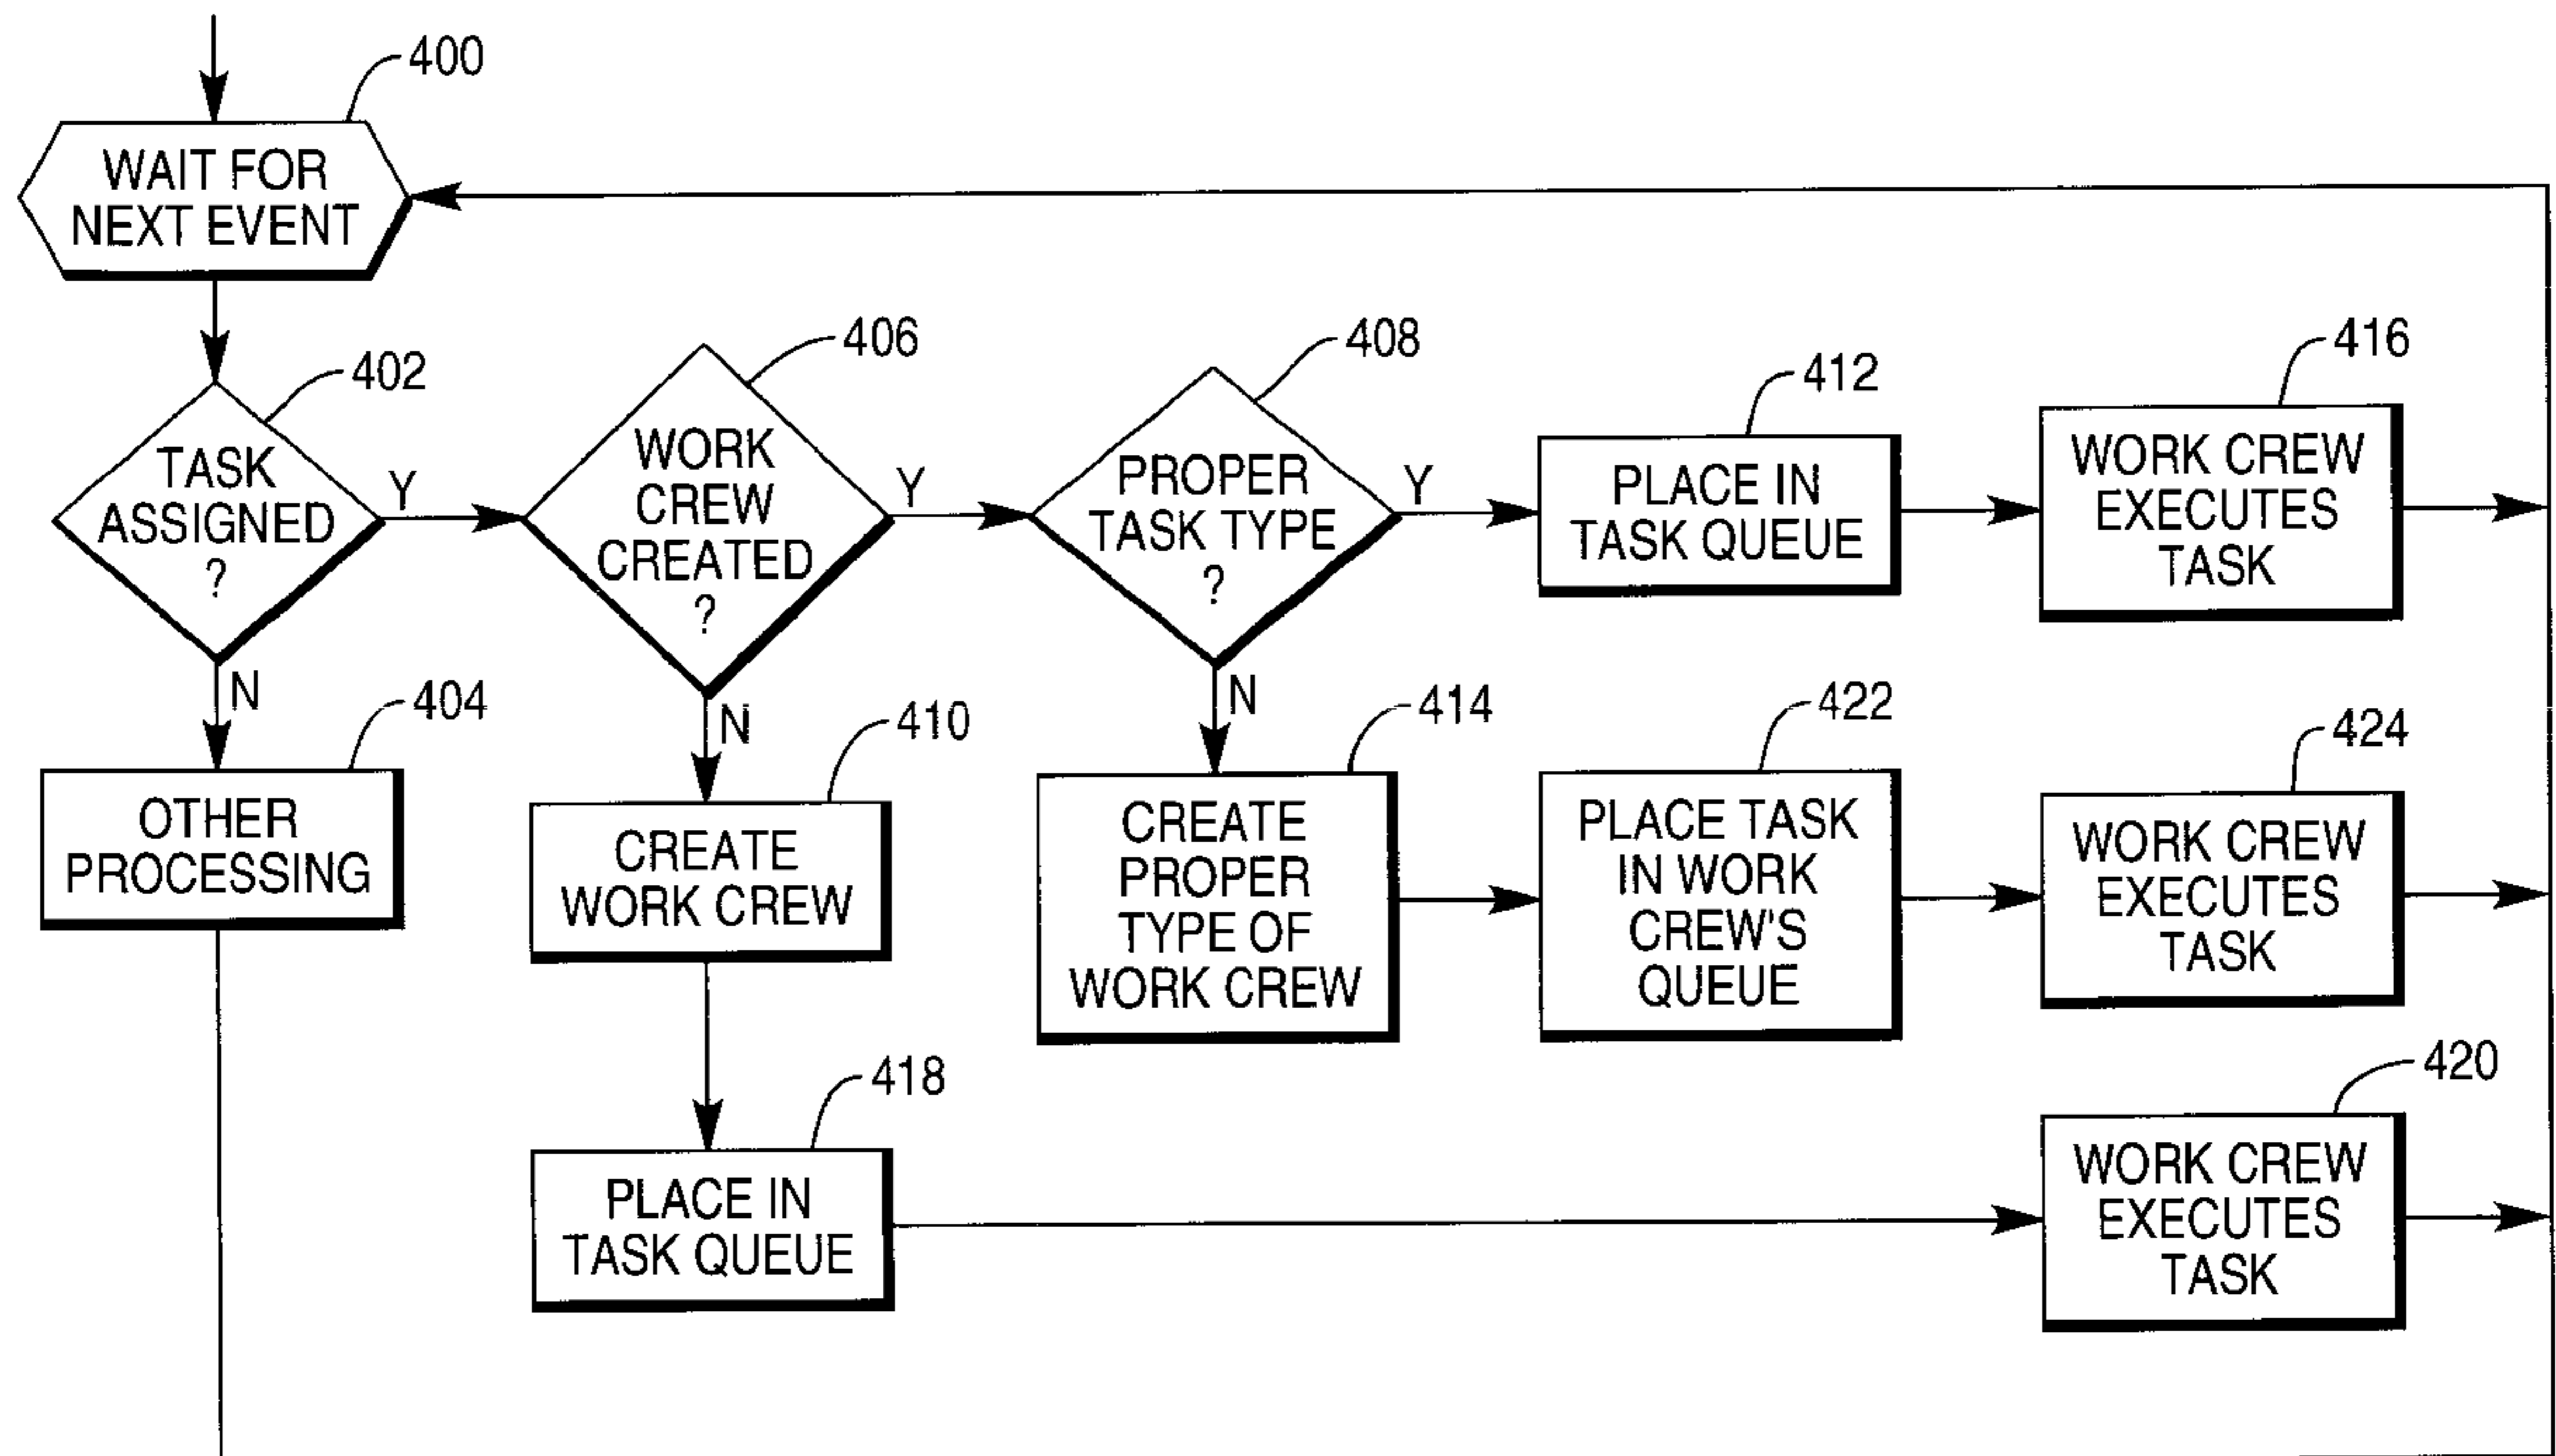 400
WAIT FOR
NEXT EVENT
402
TASK
ASSIGNED
?
Y
N
404
OTHER
PROCESSING
406
WORK
CREW
CREATED
?
Y
N
410
CREATE
WORK CREW
418
PLACE IN
TASK QUEUE
408
PROPER
TASK TYPE
?
Y
N
414
CREATE
PROPER
TYPE OF
WORK CREW
412
PLACE IN
TASK QUEUE
416
WORK CREW
EXECUTES
TASK
422
PLACE TASK
IN WORK
CREW'S
QUEUE
424
WORK CREW
EXECUTES
TASK
420
WORK CREW
EXECUTES
TASK